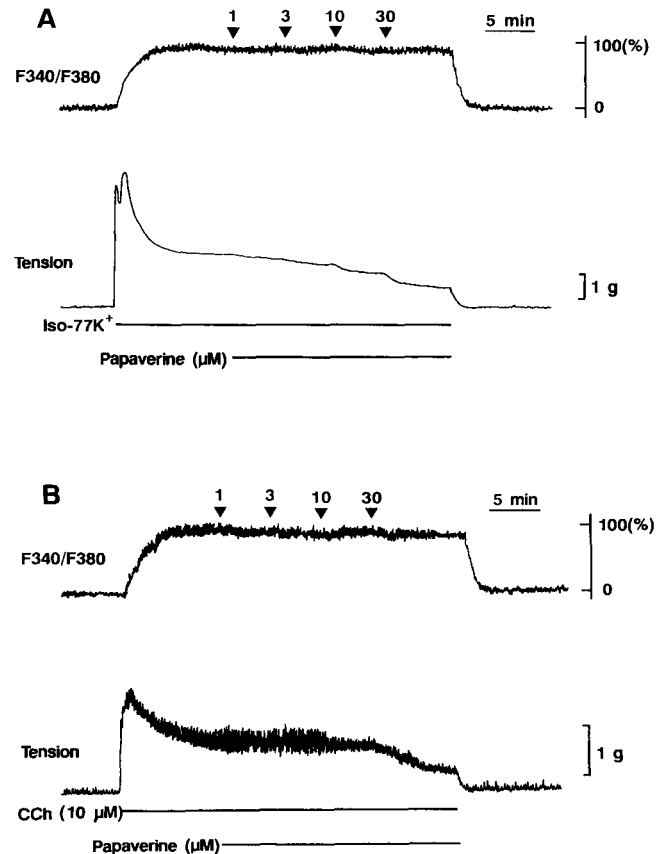 A
1 3 10 30
5 min
F340/F380
100(%)
0
Tension
1 g
Iso-77K⁺
Papaverine (μM)
B
1 3 10 30
5 min
F340/F380
100(%)
0
Tension
1 g
CCh (10 μM)
Papaverine (μM)